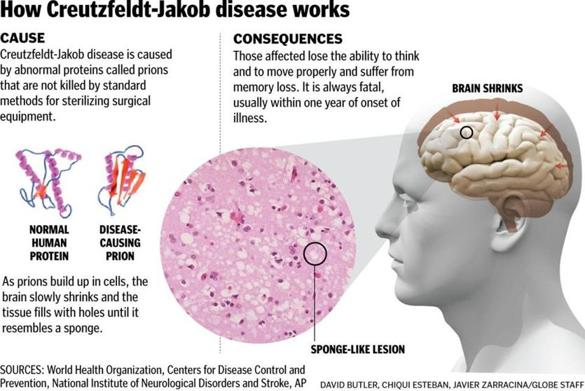 How Creutzfeldt-Jakob disease works
CAUSE
Creutzfeldt-Jakob disease is caused
by abnormal proteins called prions
that are not killed by standard
methods for sterilizing surgical
equipment.
NORMAL
HUMAN
PROTEIN
DISEASE-
CAUSING
PRION
As prions build up in cells, the
brain slowly shrinks and the
tissue fills with holes until it
resembles a sponge.
CONSEQUENCES
Those affected lose the ability to think
and to move properly and suffer from
memory loss. It is always fatal,
usually within one year of onset of
illness.
BRAIN SHRINKS
SPONGE-LIKE LESION
SOURCES: World Health Organization, Centers for Disease Control and
Prevention, National Institute of Neurological Disorders and Stroke, AP
DAVID BUTLER, CHIQUI ESTEBAN, JAVIER ZARRACINA/GLOBE STAFF